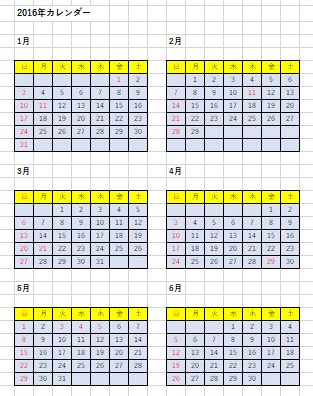 2016年カレンダー
1月 2月
日 月 火 水 木 金 土 日 月 火 水 木 金 土
1 2 1 2 3 4 5 6
3 4 5 6 7 8 9 7 8 9 10 11 12 13
10 11 12 13 14 15 16 14 15 16 17 18 19 20
17 18 19 20 21 22 23 21 22 23 24 25 26 27
24 25 26 27 28 29 30 28 29
31
3月 4月
日 月 火 水 木 金 土 日 月 火 水 木 金 土
1 2 3 4 5 1 2
6 7 8 9 10 11 12 3 4 5 6 7 8 9
13 14 15 16 17 18 19 10 11 12 13 14 15 16
20 21 22 23 24 25 26 17 18 19 20 21 22 23
27 28 29 30 31 24 25 26 27 28 29 30
5月 6月
日 月 火 水 木 金 土 日 月 火 水 木 金 土
1 2 3 4 5 6 7 1 2 3 4
8 9 10 11 12 13 14 5 6 7 8 9 10 11
15 16 17 18 19 20 21 12 13 14 15 16 17 18
22 23 24 25 26 27 28 19 20 21 22 23 24 25
29 30 31 26 27 28 29 30